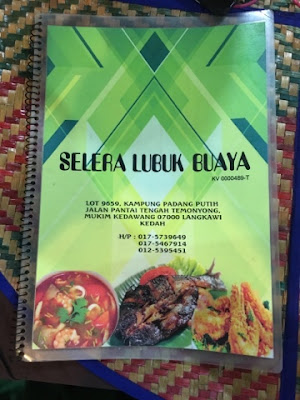 SELERA LUBUK BUAYA
KV 0000489-T
LOT 9659, KAMPUNG PADANG PUTIH
JALAN PANTAI TENGAH TEMONYONG,
MUKIM KEDAWANG 07000 LANGKAWI
KEDAH
H/P : 017-5739649
017-5467914
012-5395451